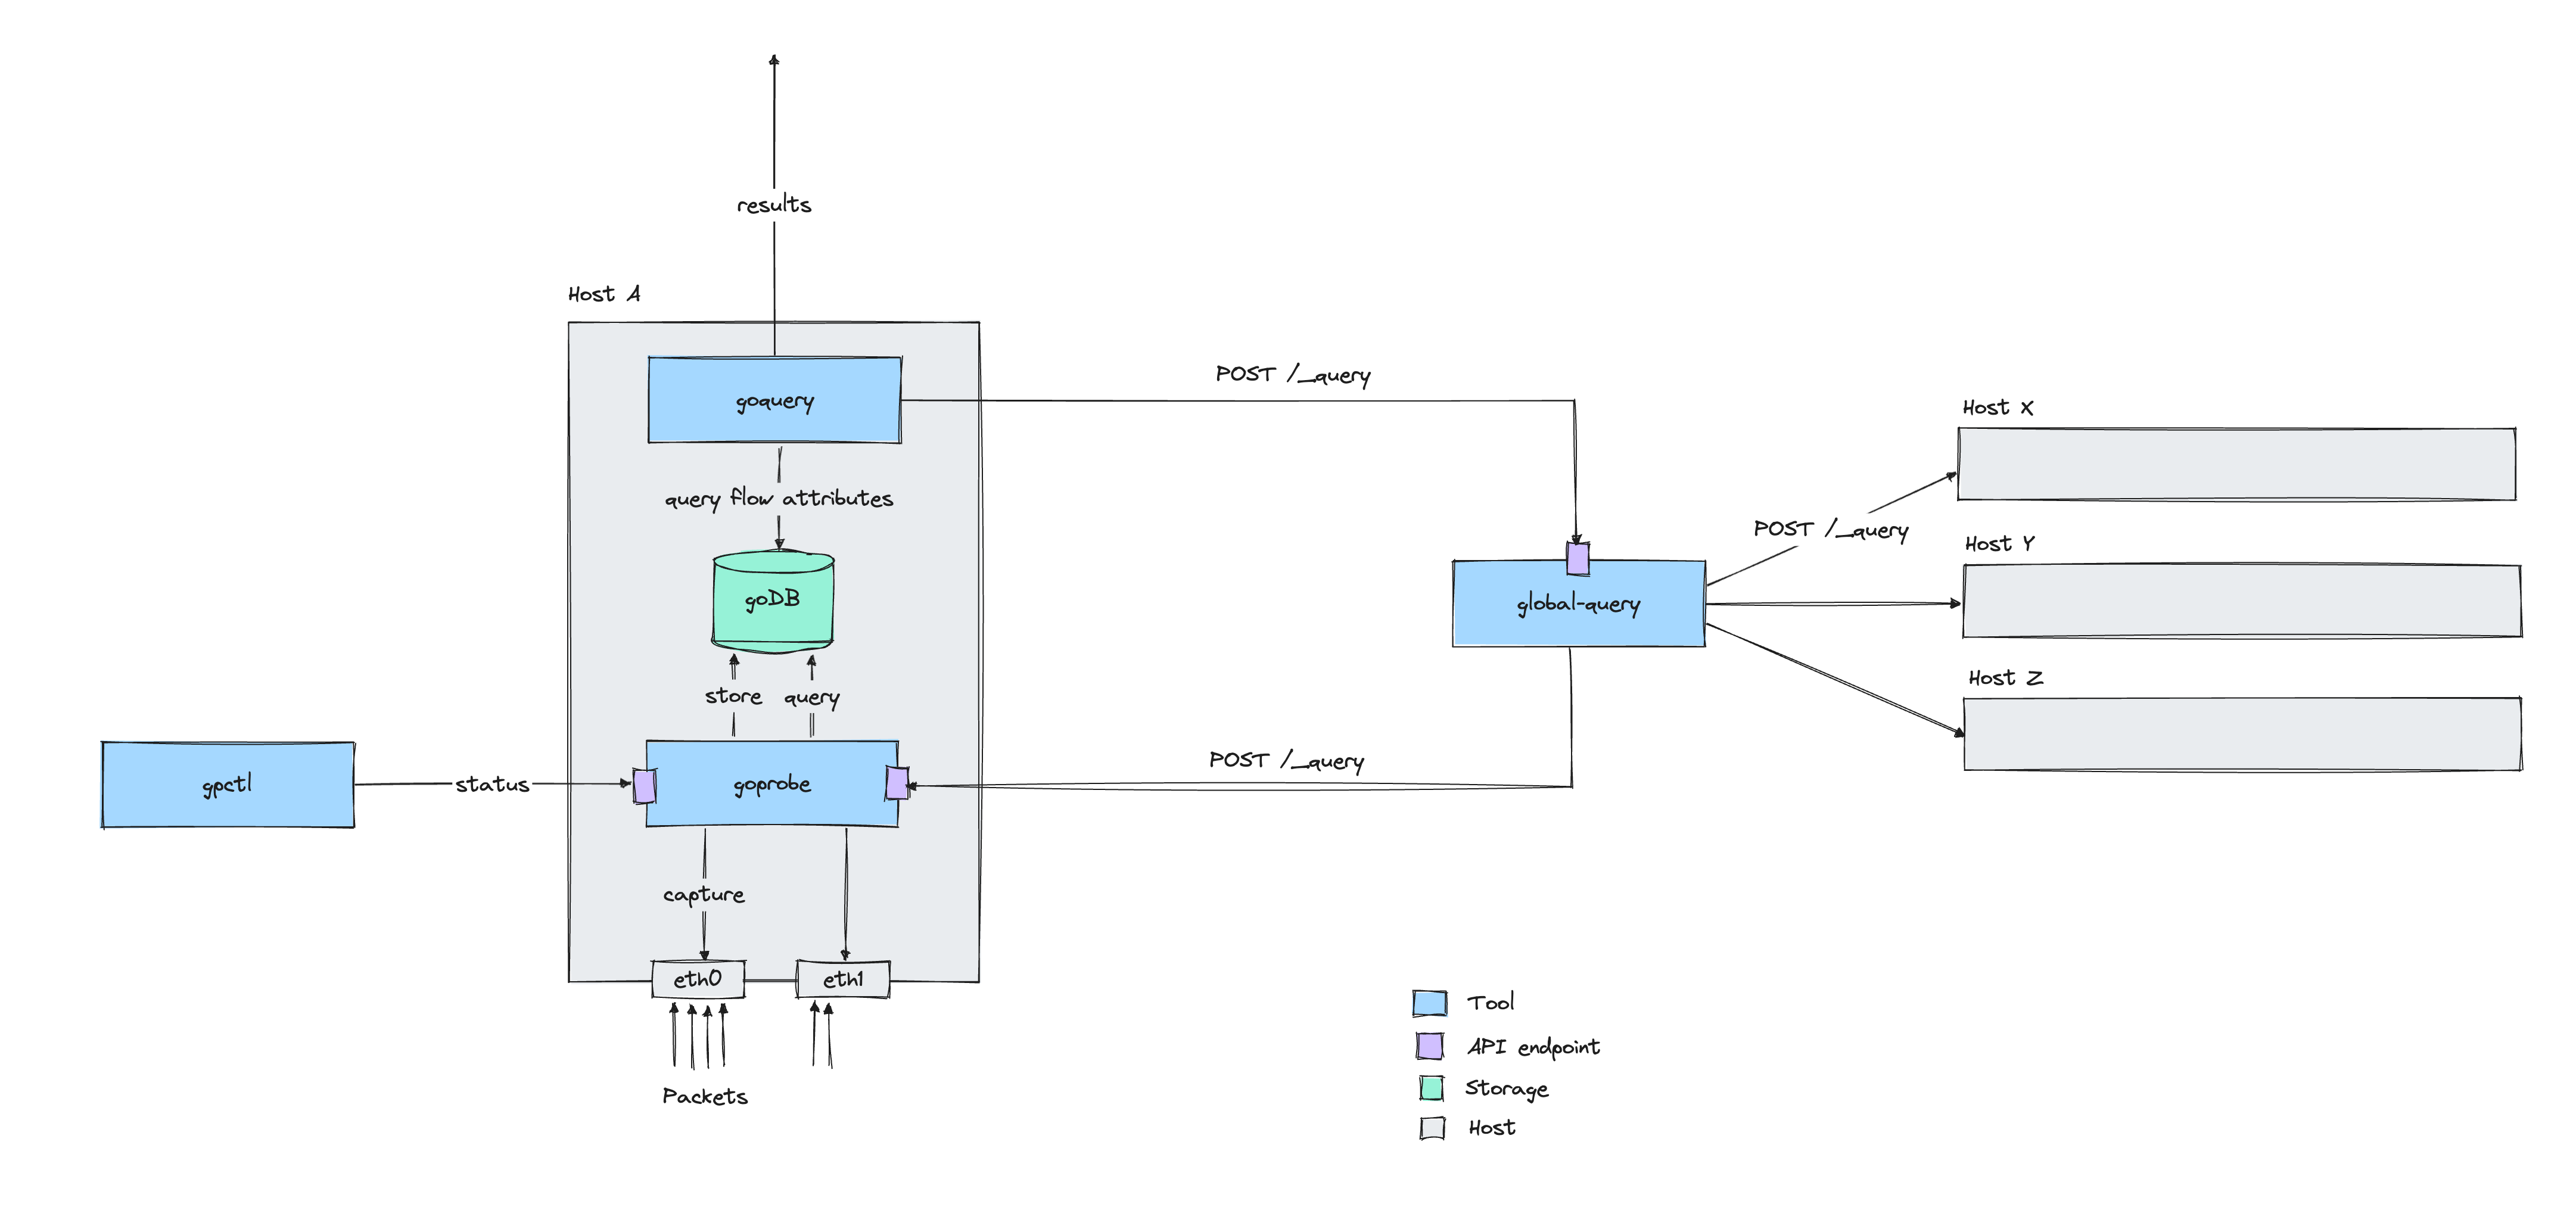 results
Host A
goquery
POST /_query
query flow attributes
goDB
store
query
gpctl
status
goprobe
POST /_query
capture
eth0
eth1
Packets
global-query
POST /_query
Host X
Host Y
Host Z
Tool
API endpoint
Storage
Host